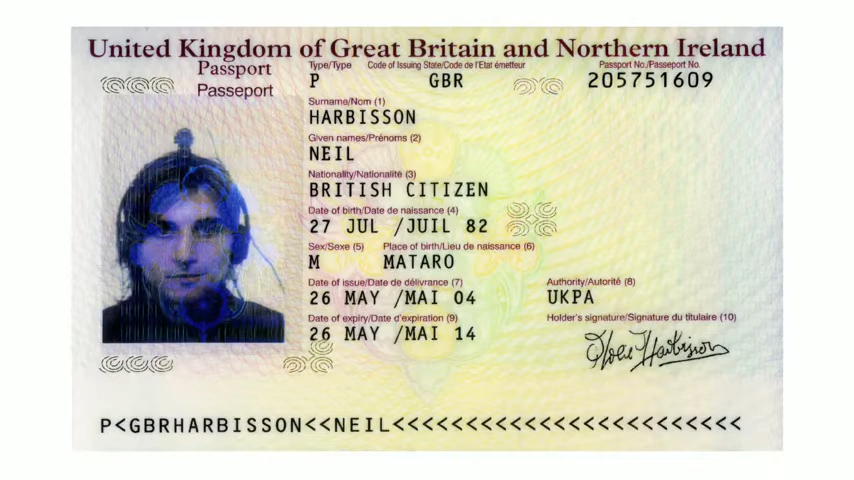 United Kingdom of Great Britain and Northern Ireland
Passport
Passeport
Type/Type Code of Issuing State/Code de l'Etat émetteur Passport No./Passeport No.
P GBR 205751609
Surname/Nom (1)
HARBISSON
Given names/Prénoms (2)
NEIL
Nationality/Nationalité (3)
BRITISH CITIZEN
Date of birth/Date de naissance (4)
27 JUL /JUIL 82
Sex/Sexe (5) Place of birth/Lieu de naissance (6)
M MATARO
Date of issue/Date de délivrance (7) Authority/Autorité (8)
26 MAY /MAI 04 UKPA
Date of expiry/Date d'expiration (9) Holder's signature/Signature du titulaire (10)
26 MAY /MAI 14
Neil Harbisson
P<GBRHARBISSON<<NEIL<<<<<<<<<<<<<<<<<<<<<<<<